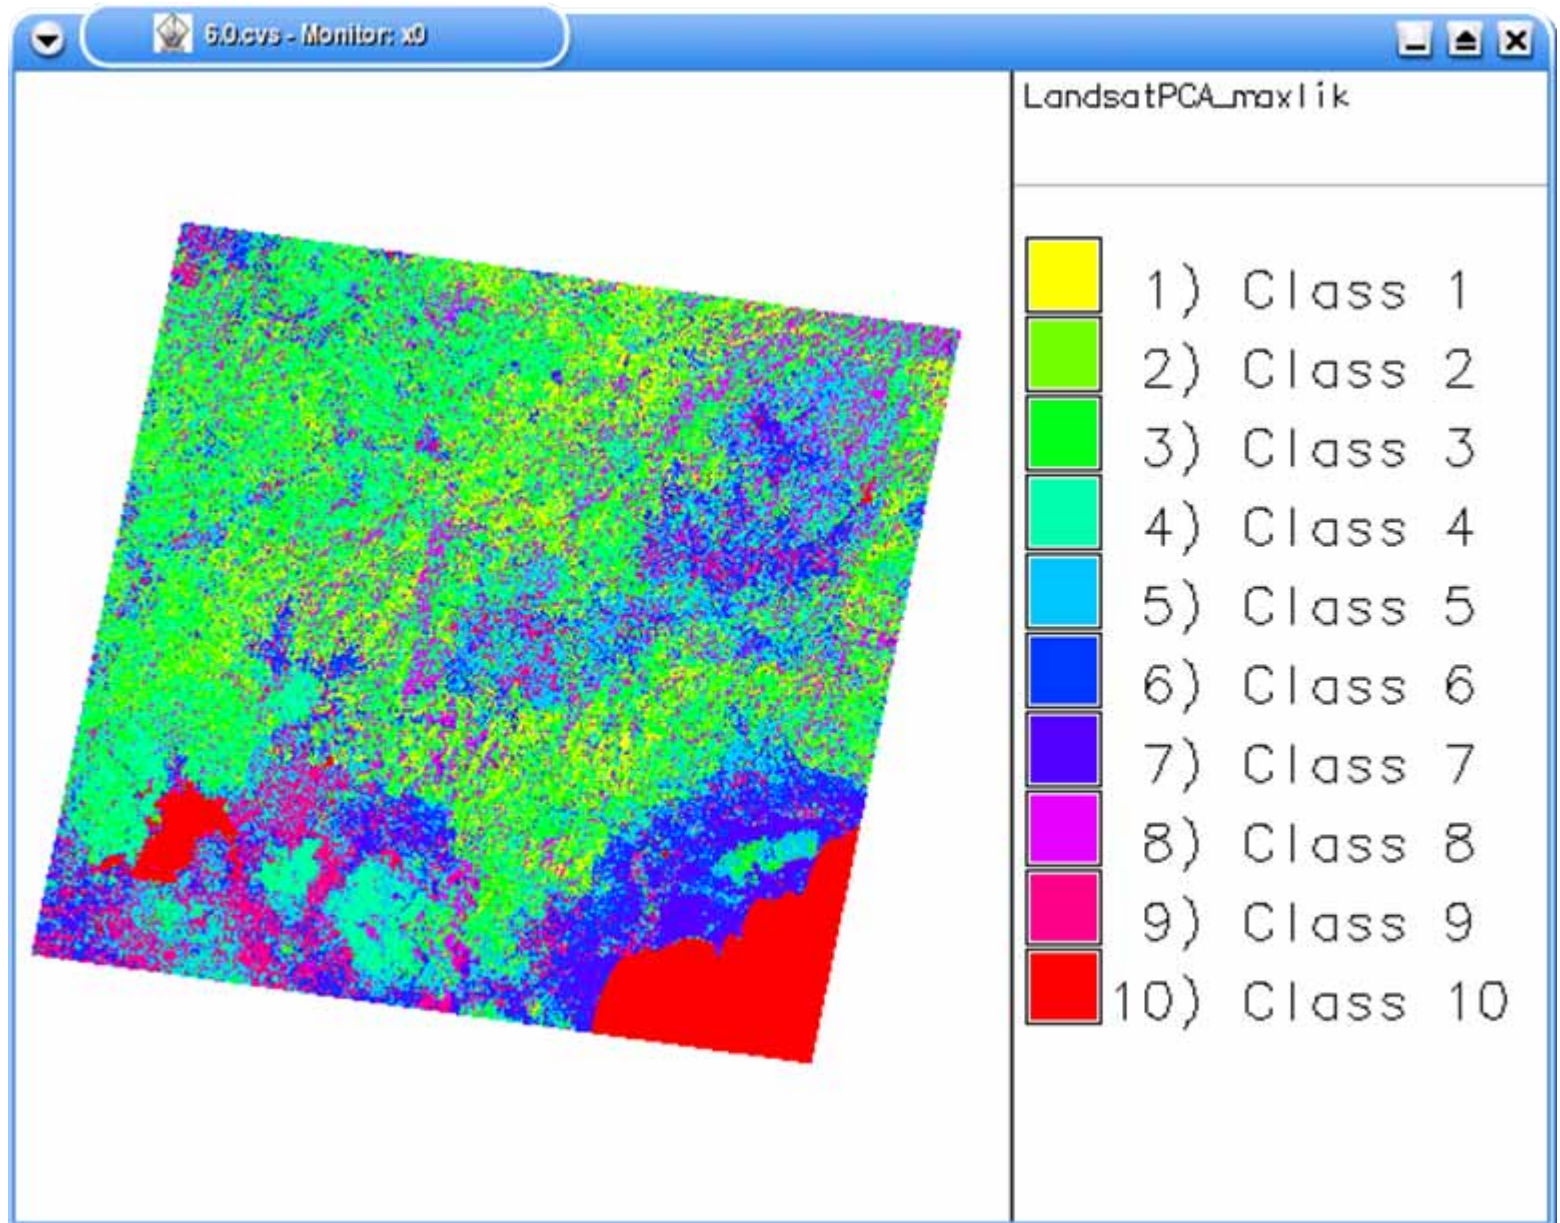 6.0.cvs - Monitor: x0
LandsatPCA_maxlik
1) Class 1
2) Class 2
3) Class 3
4) Class 4
5) Class 5
6) Class 6
7) Class 7
8) Class 8
9) Class 9
10) Class 10